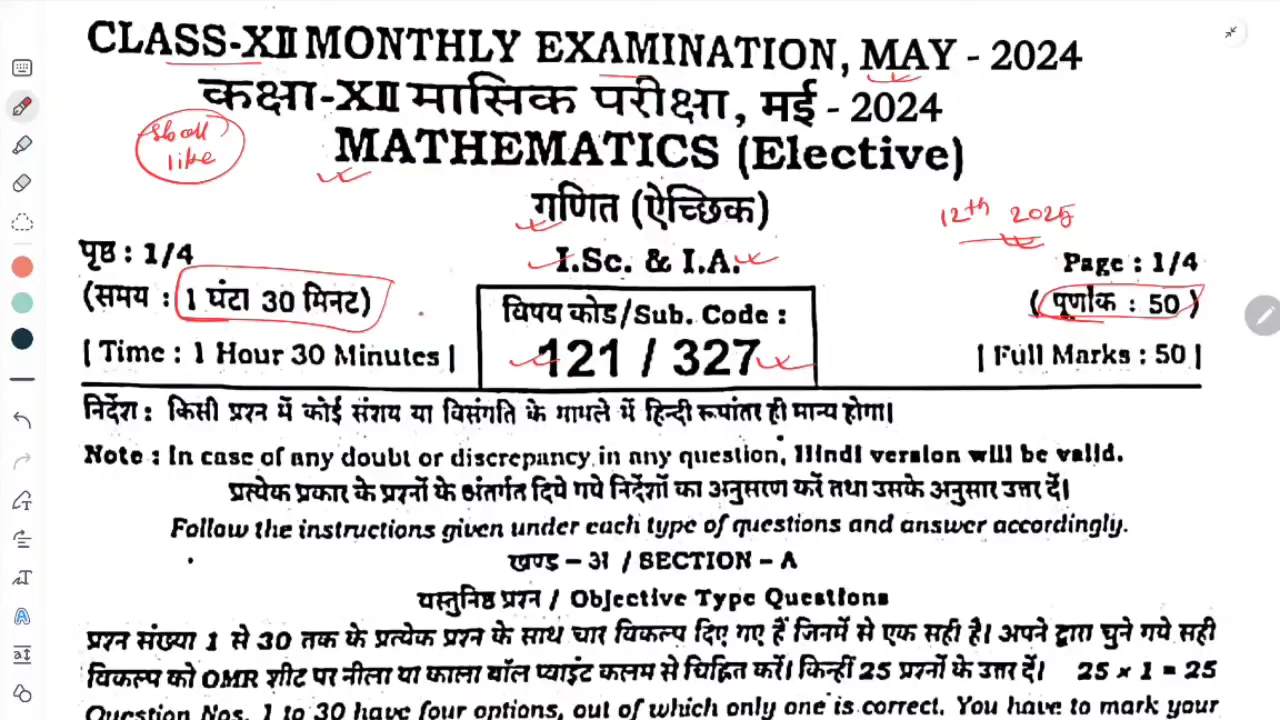 CLASS-XII MONTHLY EXAMINATION, MAY - 2024
कक्षा-XII मासिक परीक्षा, मई - 2024
like
MATHEMATICS (Elective)
गणित (ऐच्छिक)
12th 2025
पृष्ठ : 1/4
I.Sc. & I.A.
Page : 1/4
(समय : 1 घंटा 30 मिनट)
विषय कोड/Sub. Code :
(पूर्णांक : 50)
| Time : 1 Hour 30 Minutes |
121 / 327
| Full Marks : 50 |
निर्देश : किसी प्रश्न में कोई संशय या विसंगति के मामले में हिन्दी रूपांतर ही मान्य होगा।
Note : In case of any doubt or discrepancy in any question, Hindi version will be valid.
प्रत्येक प्रकार के प्रश्नों के अंतर्गत दिये गये निर्देशों का अनुसरण करें तथा उसके अनुसार उत्तर दें।
Follow the instructions given under each type of questions and answer accordingly.
खण्ड – अ / SECTION – A
वस्तुनिष्ठ प्रश्न / Objective Type Questions
प्रश्न संख्या 1 से 30 तक के प्रत्येक प्रश्न के साथ चार विकल्प दिए गए हैं जिनमें से एक सही है। अपने द्वारा चुने गये सही
विकल्प को OMR शीट पर नीला या काला बॉल प्वाइंट कलम से चिह्नित करें। किन्हीं 25 प्रश्नों के उत्तर दें। 25 × 1 = 25
Question Nos. 1 to 30 have four options, out of which only one is correct. You have to mark your